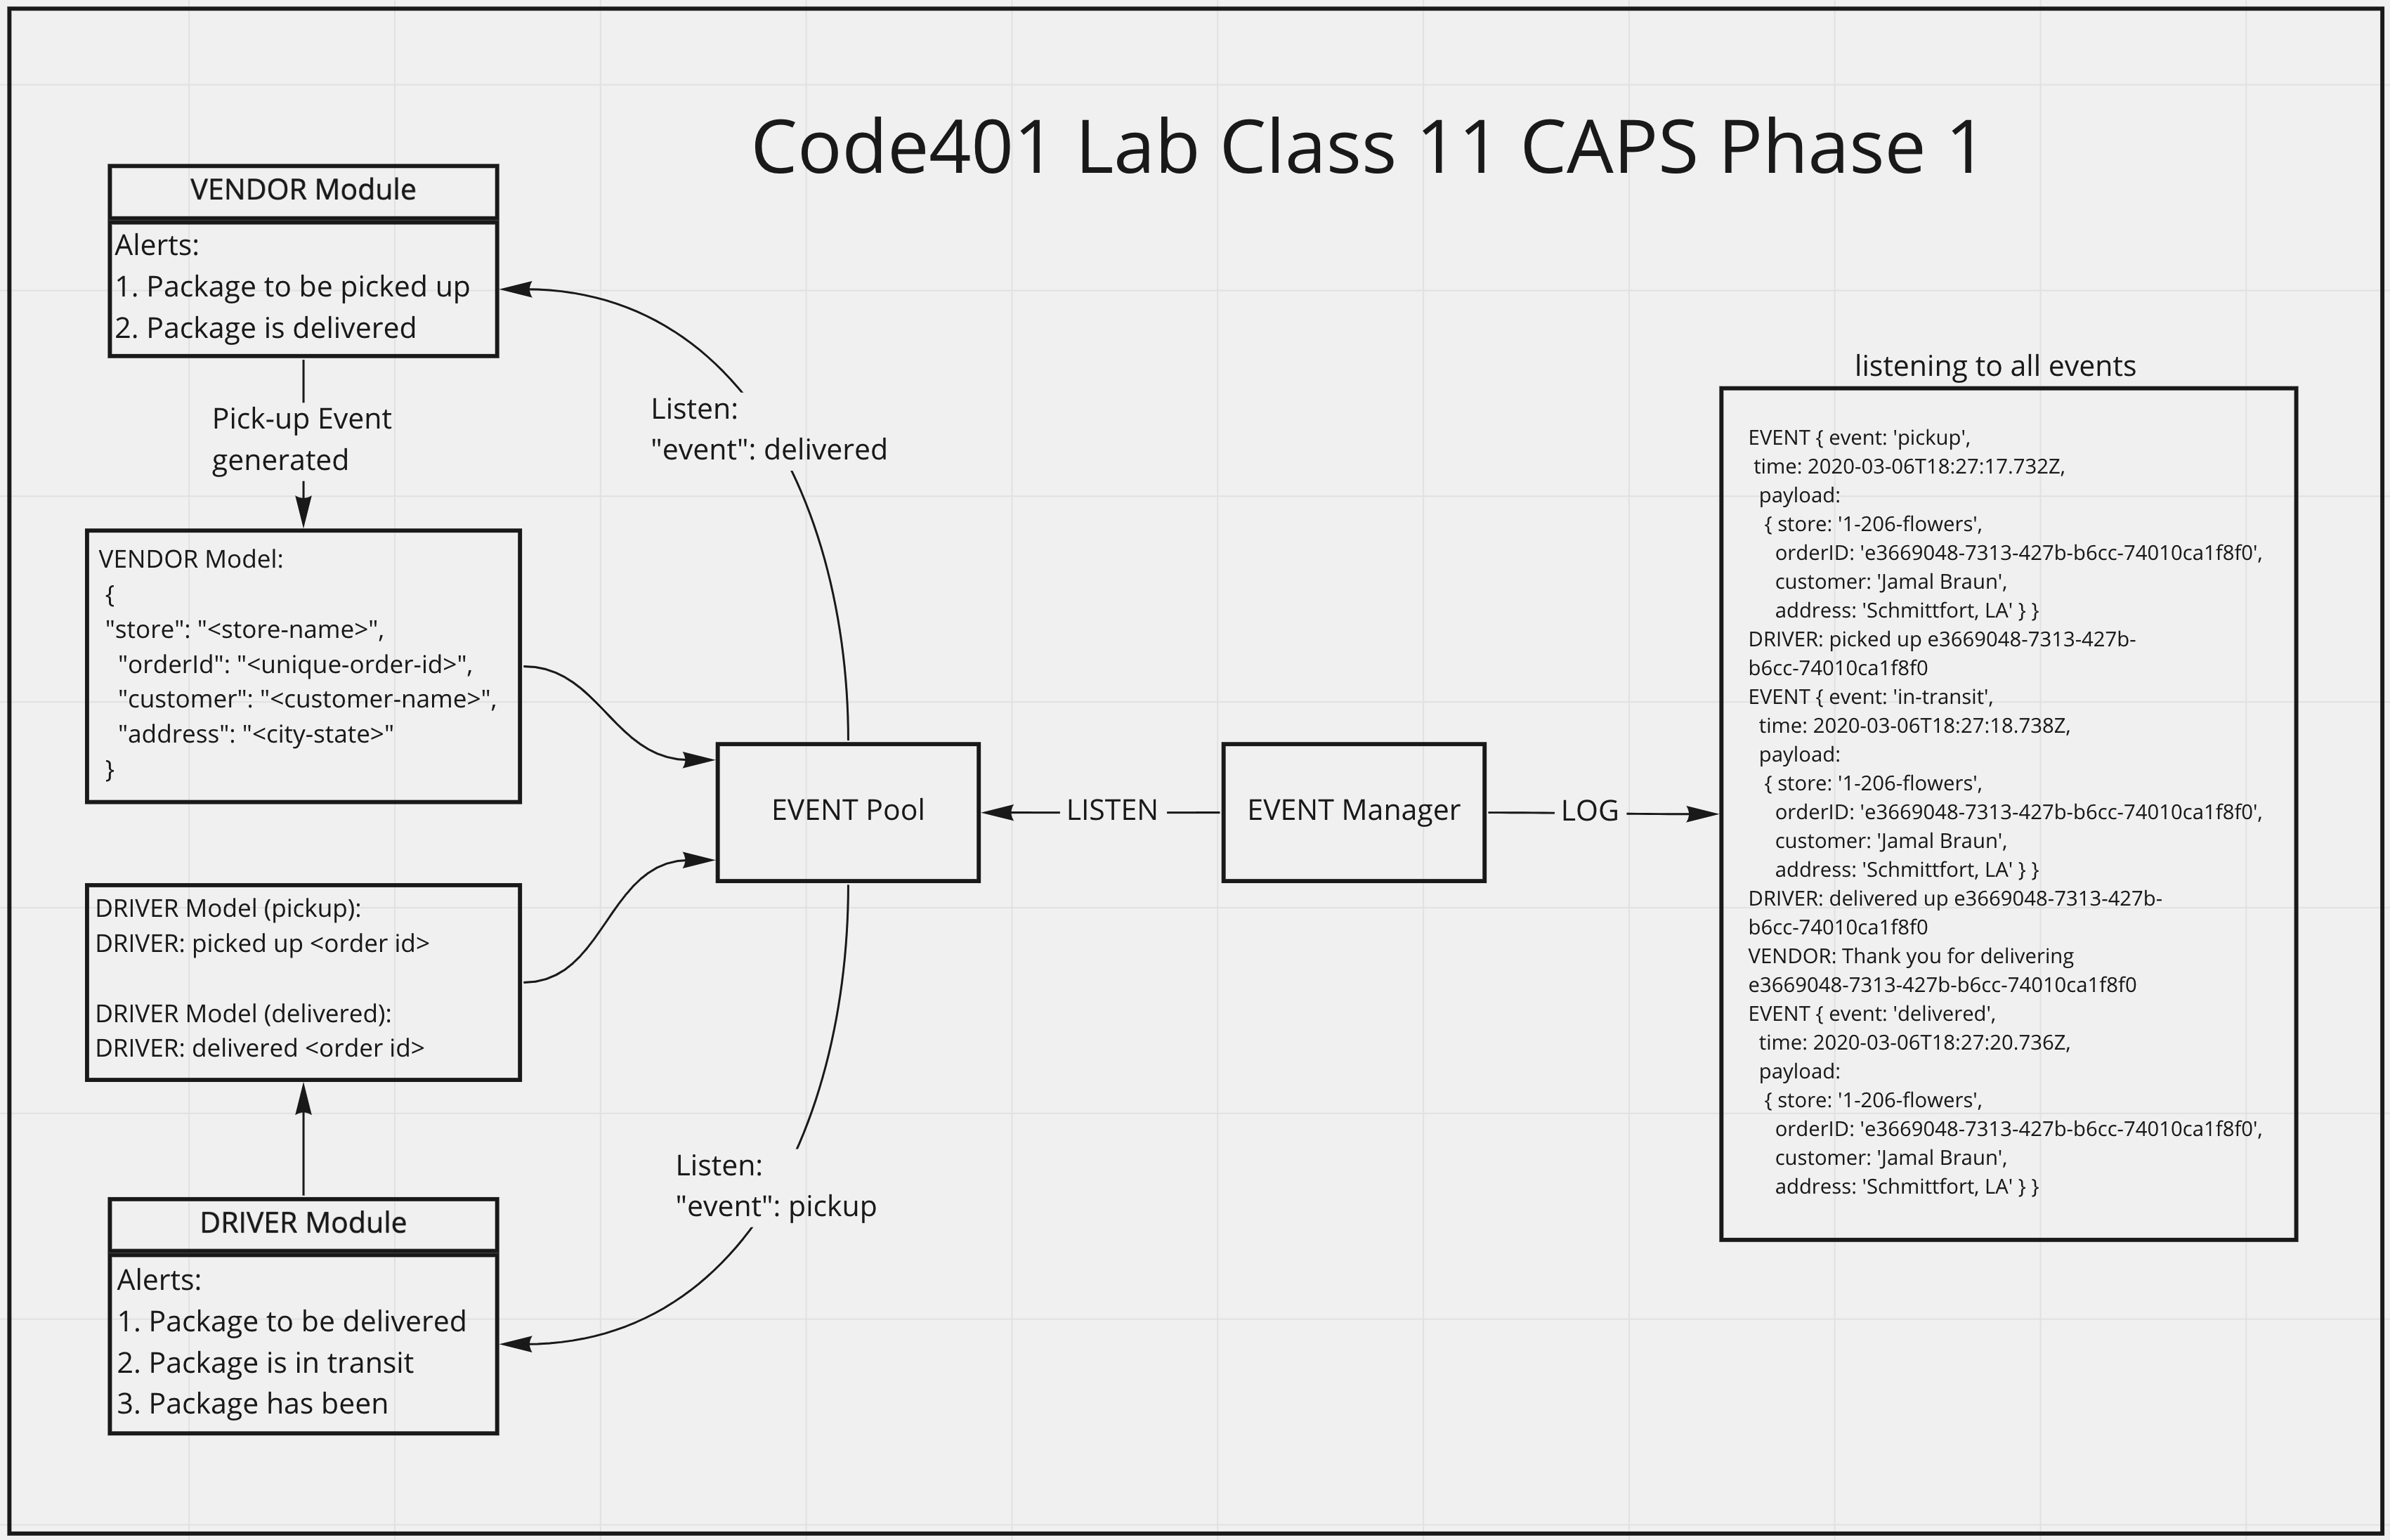 Code401 Lab Class 11 CAPS Phase 1
VENDOR Module
Alerts:
1. Package to be picked up
2. Package is delivered
Pick-up Event
generated
VENDOR Model:
{
"store": "<store-name>",
"orderId": "<unique-order-id>",
"customer": "<customer-name>",
"address": "<city-state>"
}
DRIVER Model (pickup):
DRIVER: picked up <order id>
DRIVER Model (delivered):
DRIVER: delivered <order id>
DRIVER Module
Alerts:
1. Package to be delivered
2. Package is in transit
3. Package has been
Listen:
"event": delivered
EVENT Pool
Listen:
"event": pickup
LISTEN
EVENT Manager
LOG
listening to all events
EVENT { event: 'pickup',
time: 2020-03-06T18:27:17.732Z,
payload:
{ store: '1-206-flowers',
orderID: 'e3669048-7313-427b-b6cc-74010ca1f8f0',
customer: 'Jamal Braun',
address: 'Schmittfort, LA' } }
DRIVER: picked up e3669048-7313-427b-
b6cc-74010ca1f8f0
EVENT { event: 'in-transit',
time: 2020-03-06T18:27:18.738Z,
payload:
{ store: '1-206-flowers',
orderID: 'e3669048-7313-427b-b6cc-74010ca1f8f0',
customer: 'Jamal Braun',
address: 'Schmittfort, LA' } }
DRIVER: delivered up e3669048-7313-427b-
b6cc-74010ca1f8f0
VENDOR: Thank you for delivering
e3669048-7313-427b-b6cc-74010ca1f8f0
EVENT { event: 'delivered',
time: 2020-03-06T18:27:20.736Z,
payload:
{ store: '1-206-flowers',
orderID: 'e3669048-7313-427b-b6cc-74010ca1f8f0',
customer: 'Jamal Braun',
address: 'Schmittfort, LA' } }